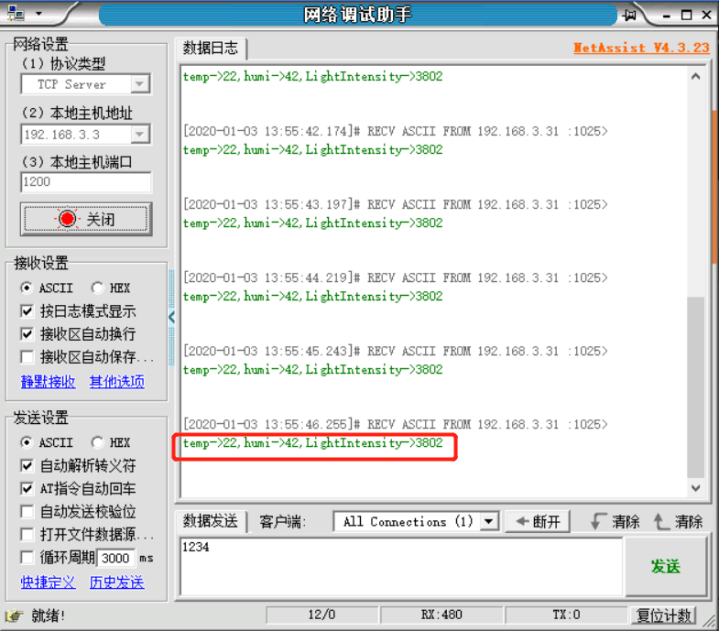 网络调试助手
网络设置
(1) 协议类型
TCP Server
(2) 本地主机地址
192.168.3.3
(3) 本地主机端口
1200
关闭
接收设置
ASCII HEX
按日志模式显示
接收区自动换行
接收区自动保存...
静默接收 其他选项
发送设置
ASCII HEX
自动解析转义符
AT指令自动回车
自动发送校验位
打开文件数据源...
循环周期 3000 ms
快捷定义 历史发送
数据日志 NetAssist V4.3.23
temp->22,humi->42,LightIntensity->3802
[2020-01-03 13:55:42.174]# RECV ASCII FROM 192.168.3.31 :1025>
temp->22,humi->42,LightIntensity->3802
[2020-01-03 13:55:43.197]# RECV ASCII FROM 192.168.3.31 :1025>
temp->22,humi->42,LightIntensity->3802
[2020-01-03 13:55:44.219]# RECV ASCII FROM 192.168.3.31 :1025>
temp->22,humi->42,LightIntensity->3802
[2020-01-03 13:55:45.243]# RECV ASCII FROM 192.168.3.31 :1025>
temp->22,humi->42,LightIntensity->3802
[2020-01-03 13:55:46.255]# RECV ASCII FROM 192.168.3.31 :1025>
temp->22,humi->42,LightIntensity->3802
数据发送 客户端: All Connections (1) 断开 清除 清除
1234
发送
就绪! 12/0 RX:480 TX:0 复位计数